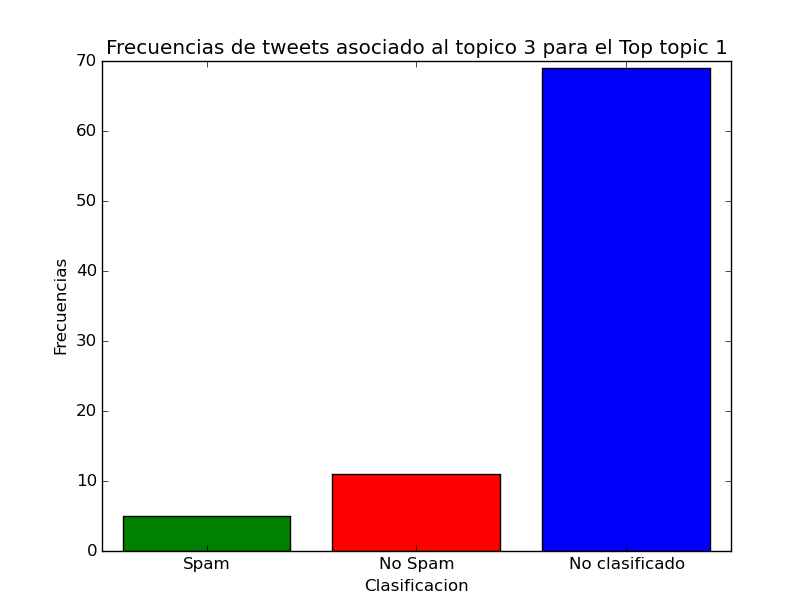 Frecuencias de tweets asociado al topico 3 para el Top topic 1
70
60
50
40
30
20
10
0
Frecuencias
Spam
No Spam
No clasificado
Clasificacion